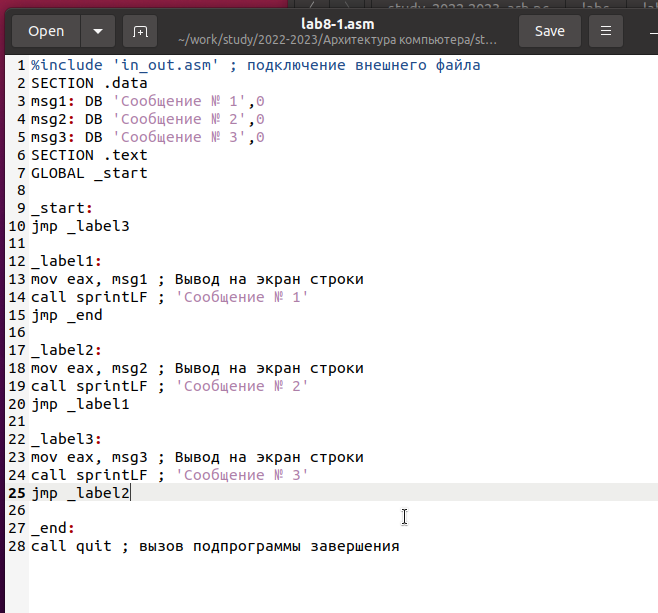 lab8-1.asm
Open
~/work/study/2022-2023/Архитектура компьютера/st...
Save
1 %include 'in_out.asm' ; подключение внешнего файла
2 SECTION .data
3 msg1: DB 'Сообщение № 1',0
4 msg2: DB 'Сообщение № 2',0
5 msg3: DB 'Сообщение № 3',0
6 SECTION .text
7 GLOBAL _start
8
9 _start:
10 jmp _label3
11
12 _label1:
13 mov eax, msg1 ; Вывод на экран строки
14 call sprintLF ; 'Сообщение № 1'
15 jmp _end
16
17 _label2:
18 mov eax, msg2 ; Вывод на экран строки
19 call sprintLF ; 'Сообщение № 2'
20 jmp _label1
21
22 _label3:
23 mov eax, msg3 ; Вывод на экран строки
24 call sprintLF ; 'Сообщение № 3'
25 jmp _label2
26
27 _end:
28 call quit ; вызов подпрограммы завершения